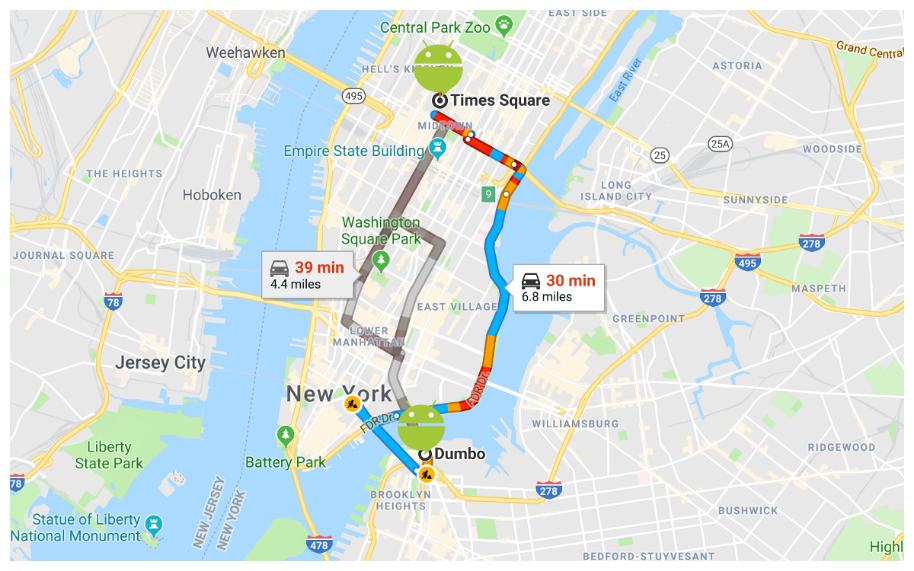 EAST SIDE
Central Park Zoo
Weehawken
Grand Central
HELL'S KITCHEN
ASTORIA
East River
495
Times Square
MIDTOWN
Empire State Building
25
25A
WOODSIDE
THE HEIGHTS
Hoboken
LONG
ISLAND CITY
9
SUNNYSIDE
Washington
Square Park
JOURNAL SQUARE
278
495
39 min
4.4 miles
30 min
6.8 miles
78
278
MASPETH
EAST VILLAGE
GREENPOINT
LOWER
MANHATTAN
Jersey City
New York
FDR Dr
WILLIAMSBURG
Liberty
State Park
Battery Park
Dumbo
RIDGEWOOD
78
278
BROOKLYN
HEIGHTS
NEW JERSEY
NEW YORK
BUSHWICK
Statue of Liberty
National Monument
478
Highl
BEDFORD-STUYVESANT